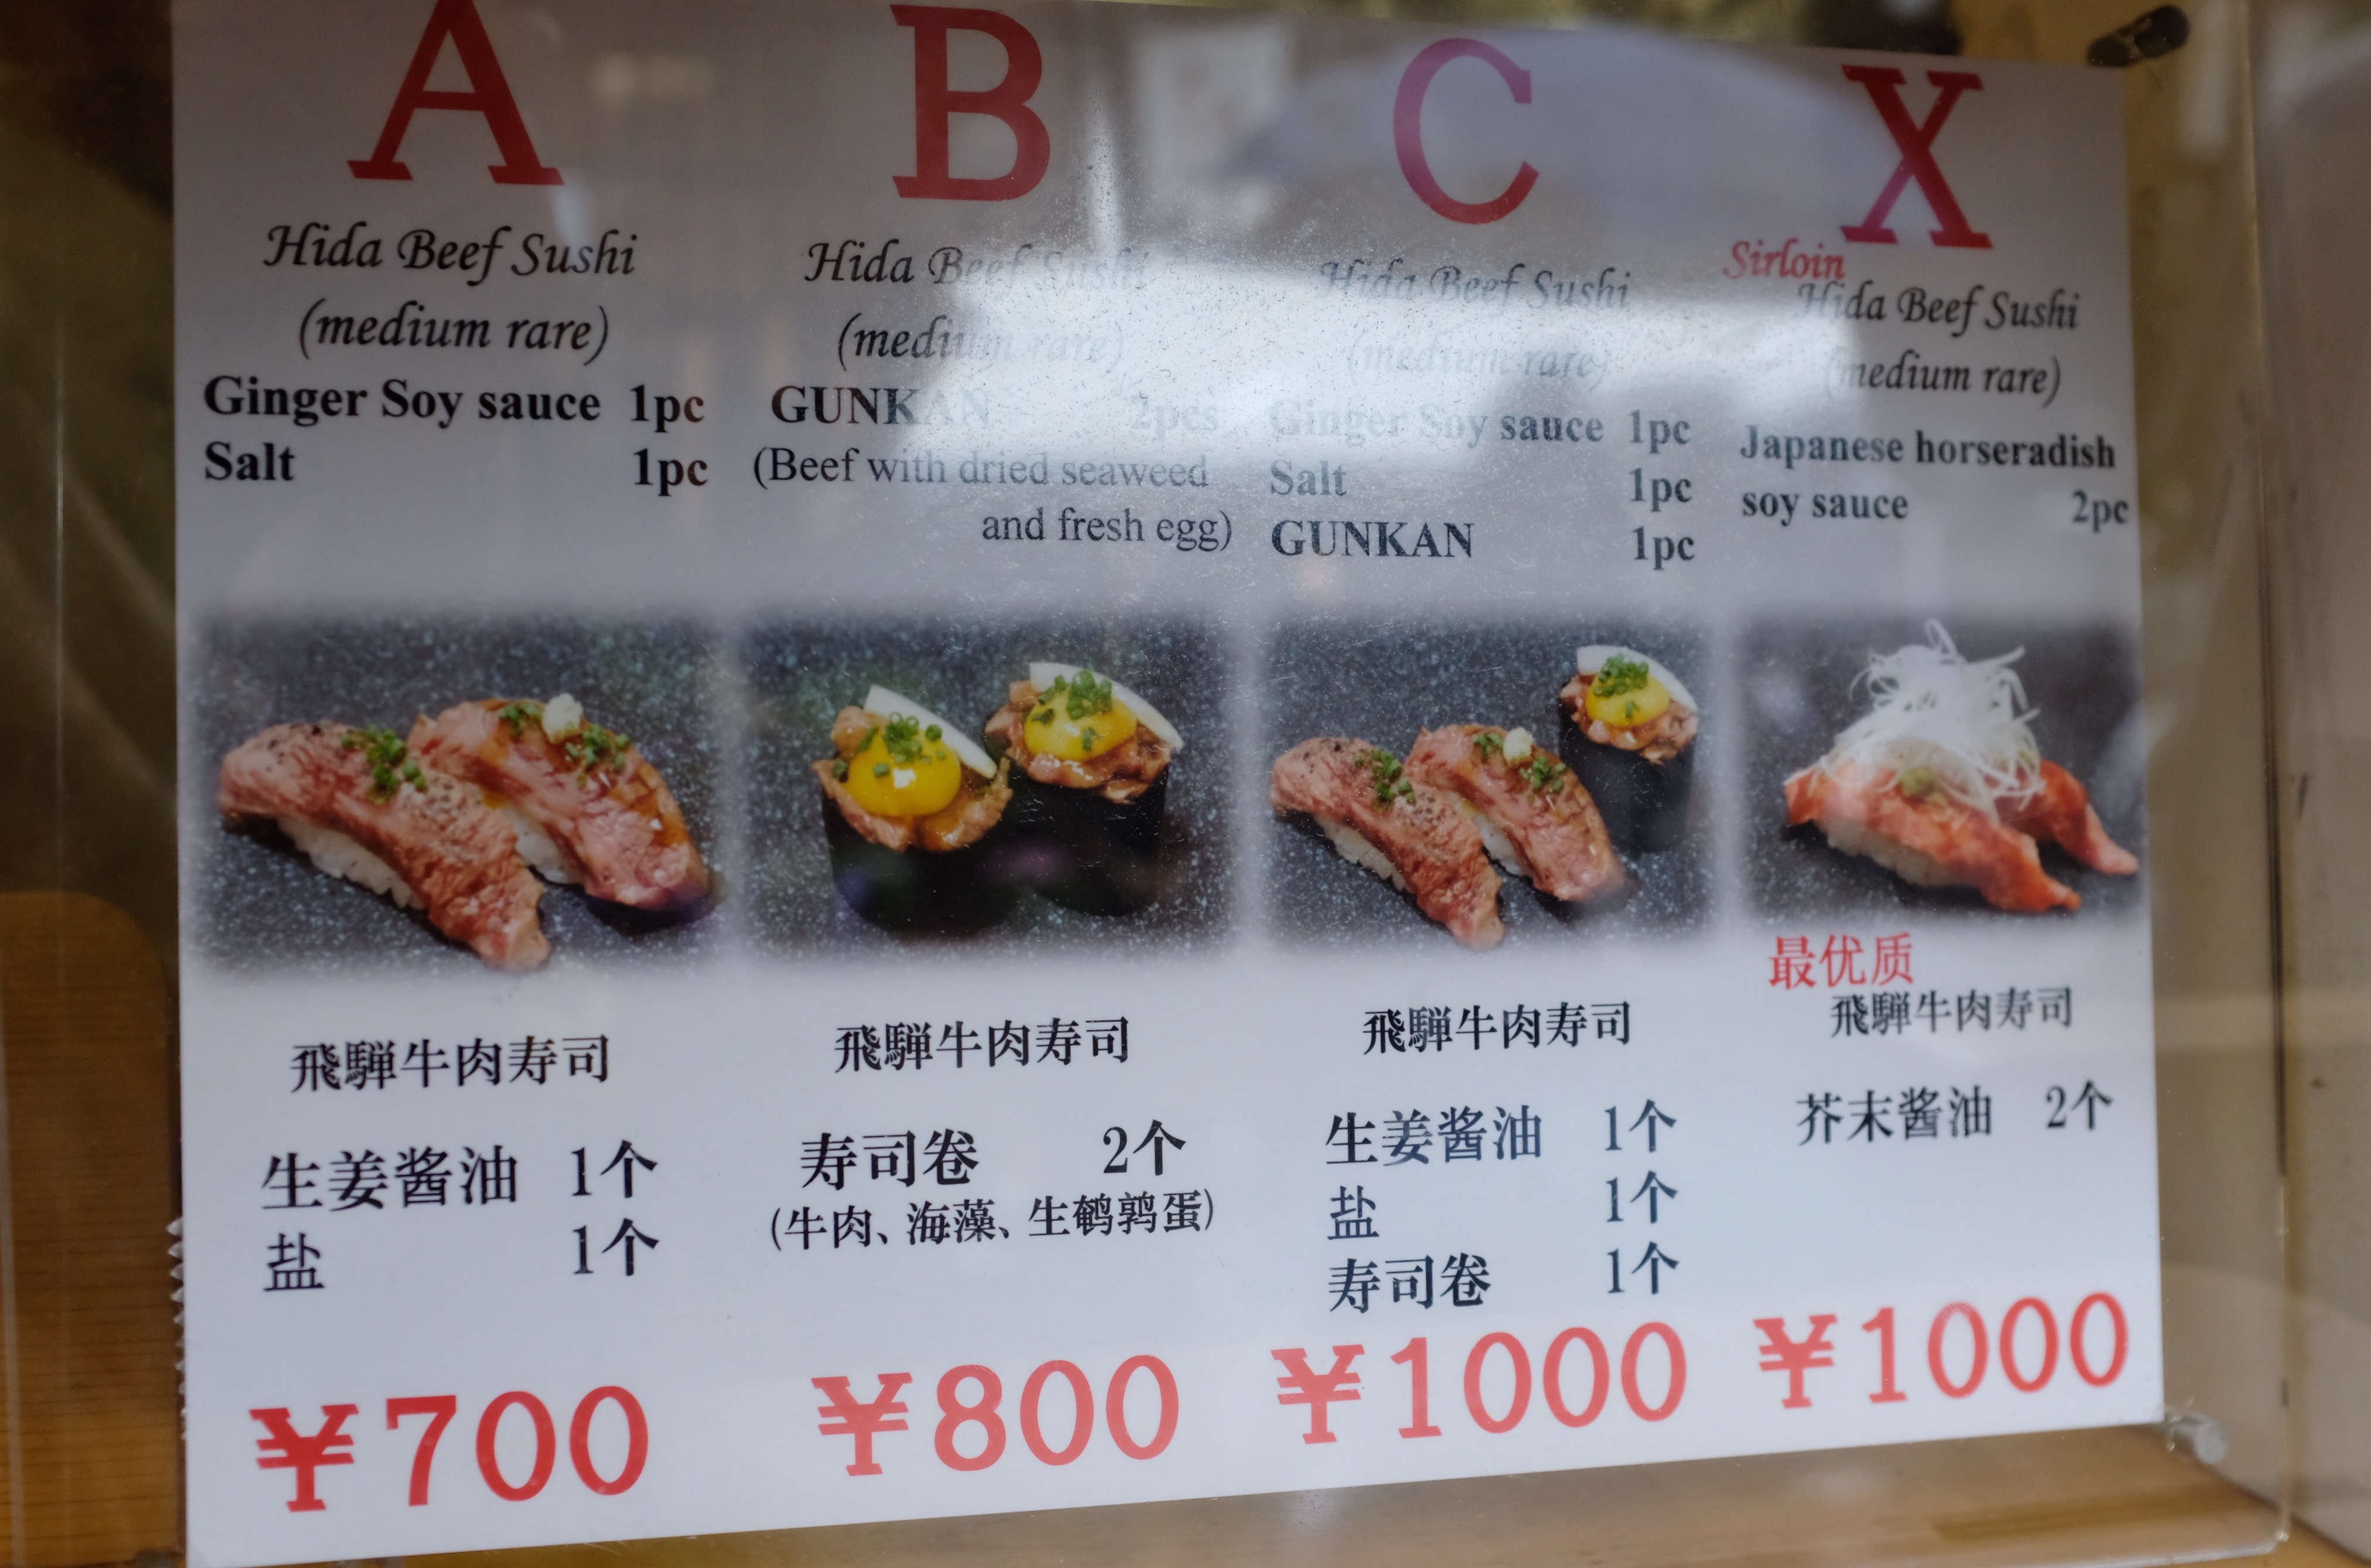 A
Hida Beef Sushi
(medium rare)
Ginger Soy sauce 1pc
Salt 1pc
飛騨牛肉寿司
生姜酱油 1个
盐 1个
¥700
B
Hida Beef Sushi
(medium rare)
GUNKAN 2pcs
(Beef with dried seaweed
and fresh egg)
飛騨牛肉寿司
寿司卷 2个
(牛肉、海藻、生鹌鹑蛋)
¥800
C
Hida Beef Sushi
(medium rare)
Ginger Soy sauce 1pc
Salt 1pc
GUNKAN 1pc
飛騨牛肉寿司
生姜酱油 1个
盐 1个
寿司卷 1个
¥1000
X
Sirloin
Hida Beef Sushi
(medium rare)
Japanese horseradish
soy sauce 2pc
最优质
飛騨牛肉寿司
芥末酱油 2个
¥1000